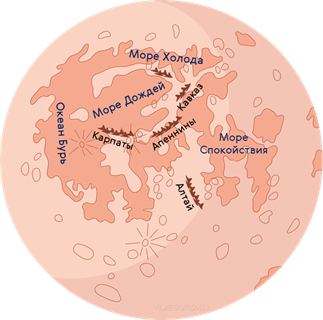 Море Холода
Море Дождей
Кавказ
Океан Бурь
Карпаты
Апеннины
Море
Спокойствия
Алтай